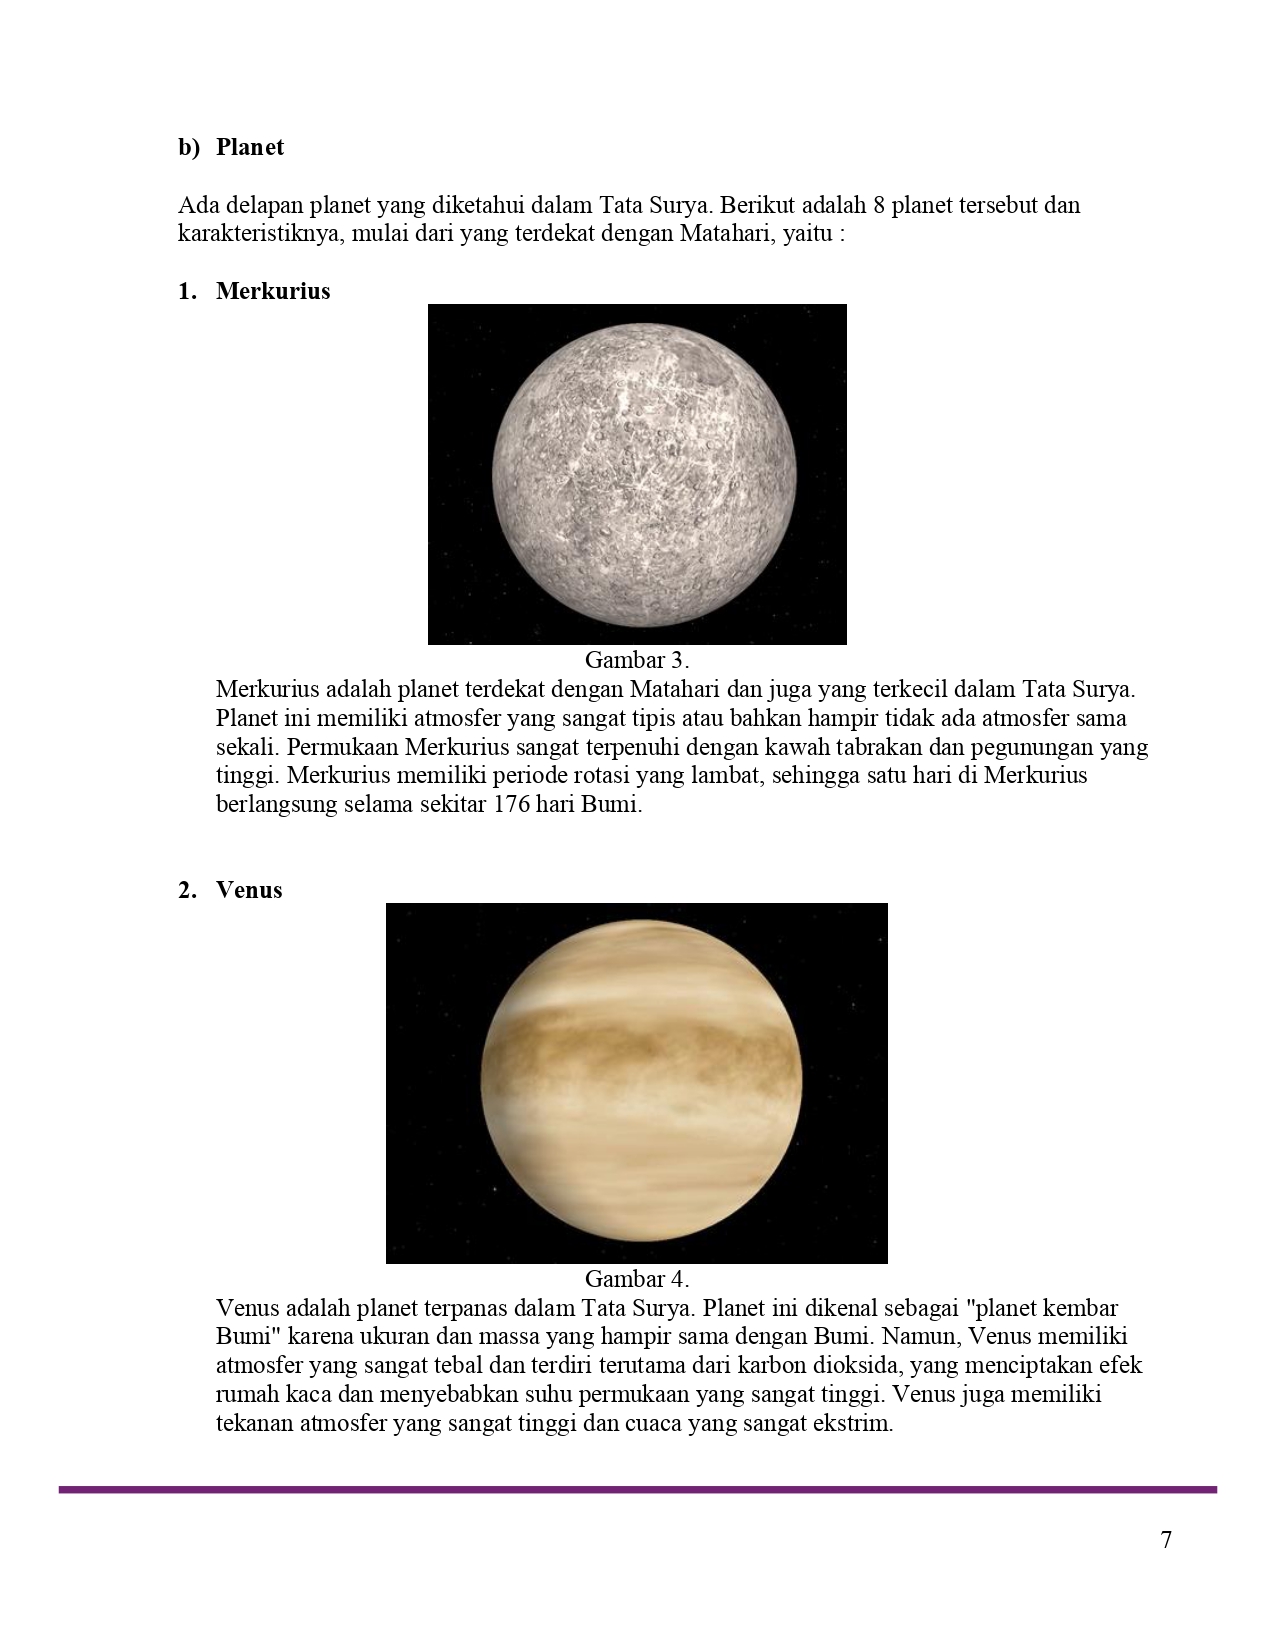 b) Planet
Ada delapan planet yang diketahui dalam Tata Surya. Berikut adalah 8 planet tersebut dan
karakteristiknya, mulai dari yang terdekat dengan Matahari, yaitu :
1. Merkurius
Gambar 3.
Merkurius adalah planet terdekat dengan Matahari dan juga yang terkecil dalam Tata Surya.
Planet ini memiliki atmosfer yang sangat tipis atau bahkan hampir tidak ada atmosfer sama
sekali. Permukaan Merkurius sangat terpenuhi dengan kawah tabrakan dan pegunungan yang
tinggi. Merkurius memiliki periode rotasi yang lambat, sehingga satu hari di Merkurius
berlangsung selama sekitar 176 hari Bumi.
2. Venus
Gambar 4.
Venus adalah planet terpanas dalam Tata Surya. Planet ini dikenal sebagai "planet kembar
Bumi" karena ukuran dan massa yang hampir sama dengan Bumi. Namun, Venus memiliki
atmosfer yang sangat tebal dan terdiri terutama dari karbon dioksida, yang menciptakan efek
rumah kaca dan menyebabkan suhu permukaan yang sangat tinggi. Venus juga memiliki
tekanan atmosfer yang sangat tinggi dan cuaca yang sangat ekstrim.
7